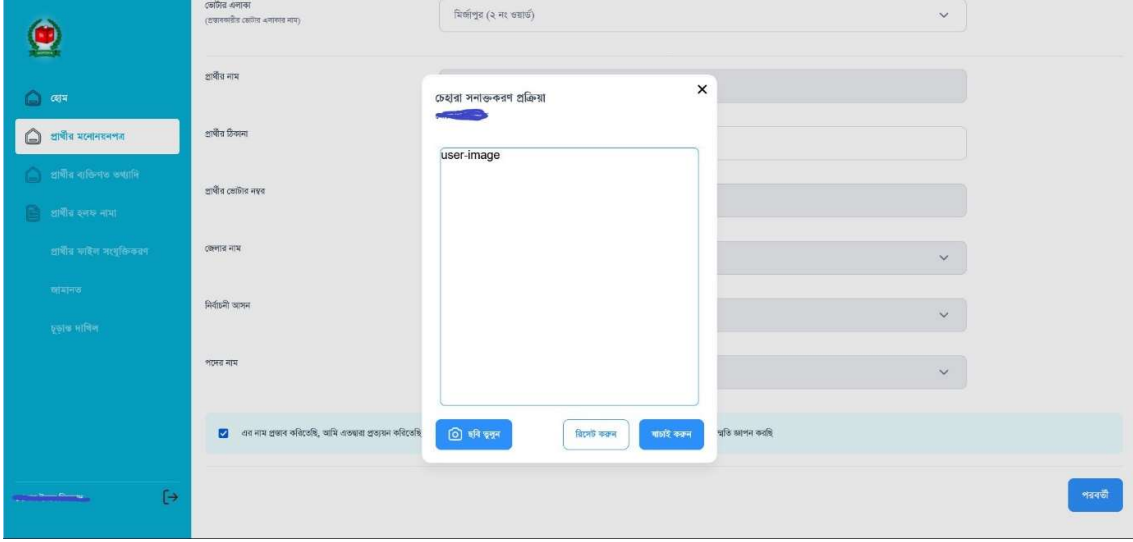 ভোটার এলাকা
(প্রস্তাবকারীর ভোটার এলাকার নাম)
মির্জাপুর (২ নং ওয়ার্ড)
হোম
প্রার্থীর মনোনয়নপত্র
প্রার্থীর ব্যক্তিগত তথ্যাদি
প্রার্থীর হলফ নামা
প্রার্থীর ফাইল সংযুক্তিকরণ
জামানত
চূড়ান্ত দাখিল
প্রার্থীর নাম
প্রার্থীর ঠিকানা
প্রার্থীর ভোটার নম্বর
জেলার নাম
নির্বাচনী আসন
পদের নাম
চেহারা সনাক্তকরণ প্রক্রিয়া
user-image
ছবি তুলুন
রিসেট করুন
যাচাই করুন
এর নাম প্রস্তাব করিতেছি, আমি এতদ্বারা প্রত্যয়ন করিতেছি
ম্মতি জ্ঞাপন করছি
পরবর্তী